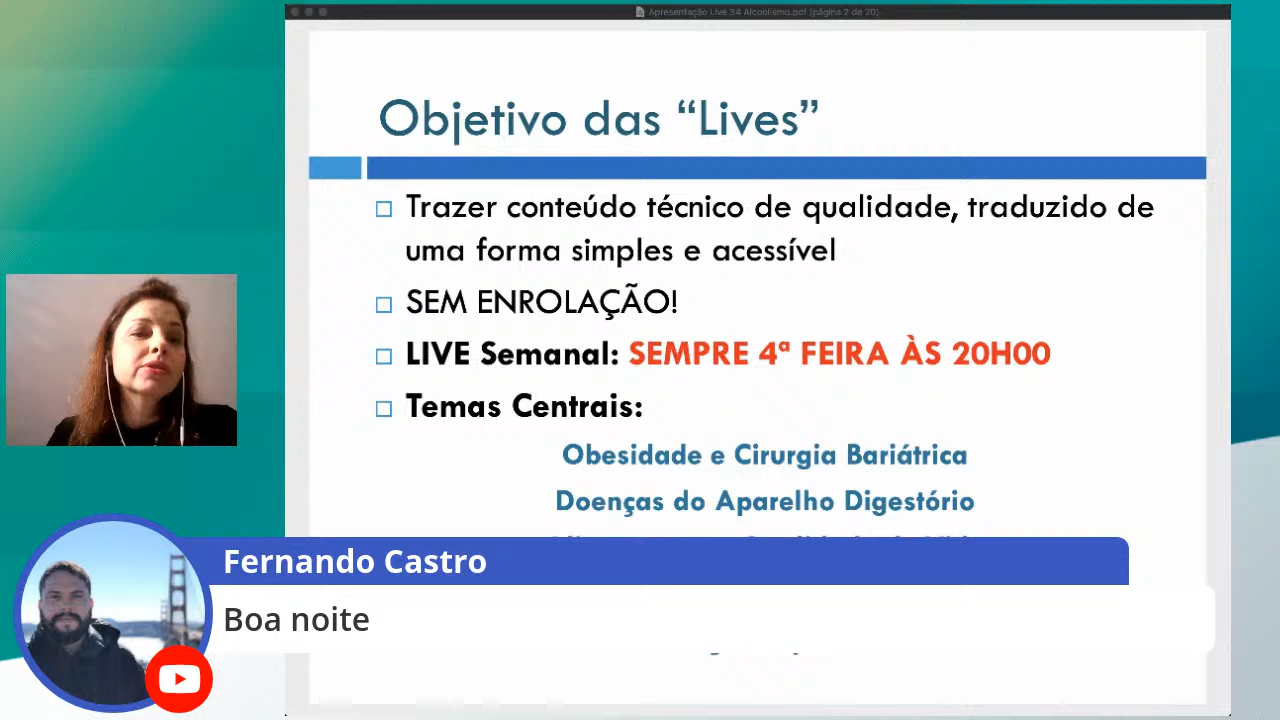 Apresentação Live 34 Alcoolismo.pdf (página 2 de 20)
Objetivo das “Lives”
Trazer conteúdo técnico de qualidade, traduzido de
uma forma simples e acessível
SEM ENROLAÇÃO!
LIVE Semanal: SEMPRE 4ª FEIRA ÀS 20H00
Temas Centrais:
Obesidade e Cirurgia Bariátrica
Doenças do Aparelho Digestório
Fernando Castro
Boa noite